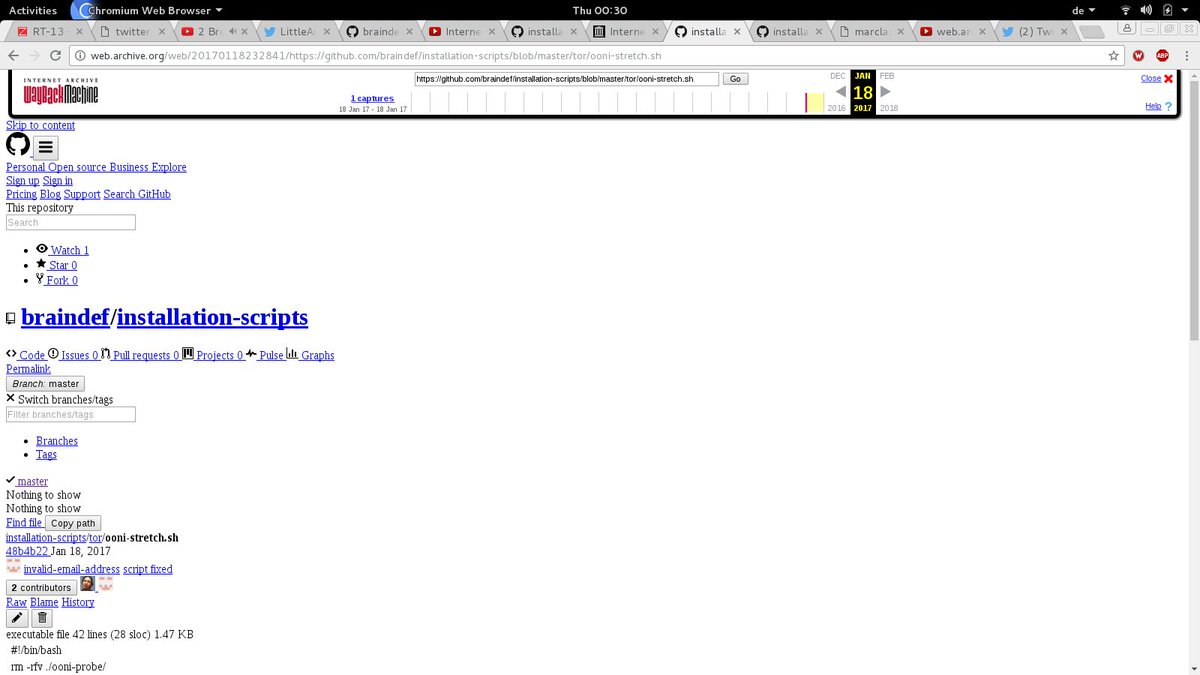 Activities Chromium Web Browser Thu 00:30 de
RT-13- twitter 2 Bro LittleAd brainde Interne installa Interne installa installa marclan web.arc (2) Twi
web.archive.org/web/20170118232841/https://github.com/braindef/installation-scripts/blob/master/tor/ooni-stretch.sh
INTERNET ARCHIVE
WayBackMachine
https://github.com/braindef/installation-scripts/blob/master/tor/ooni-stretch.sh Go
1 captures
18 Jan 17 - 18 Jan 17
DEC JAN FEB
18
2016 2017 2018
Close
Help ?
Skip to content
Personal Open source Business Explore
Sign up Sign in
Pricing Blog Support Search GitHub
This repository
Search
Watch 1
Star 0
Fork 0
braindef/installation-scripts
Code Issues 0 Pull requests 0 Projects 0 Pulse Graphs
Permalink
Branch: master
Switch branches/tags
Filter branches/tags
Branches
Tags
master
Nothing to show
Nothing to show
Find file Copy path
installation-scripts/tor/ooni-stretch.sh
48b4b22 Jan 18, 2017
invalid-email-address script fixed
2 contributors
Raw Blame History
executable file 42 lines (28 sloc) 1.47 KB
#!/bin/bash
rm -rfv ./ooni-probe/